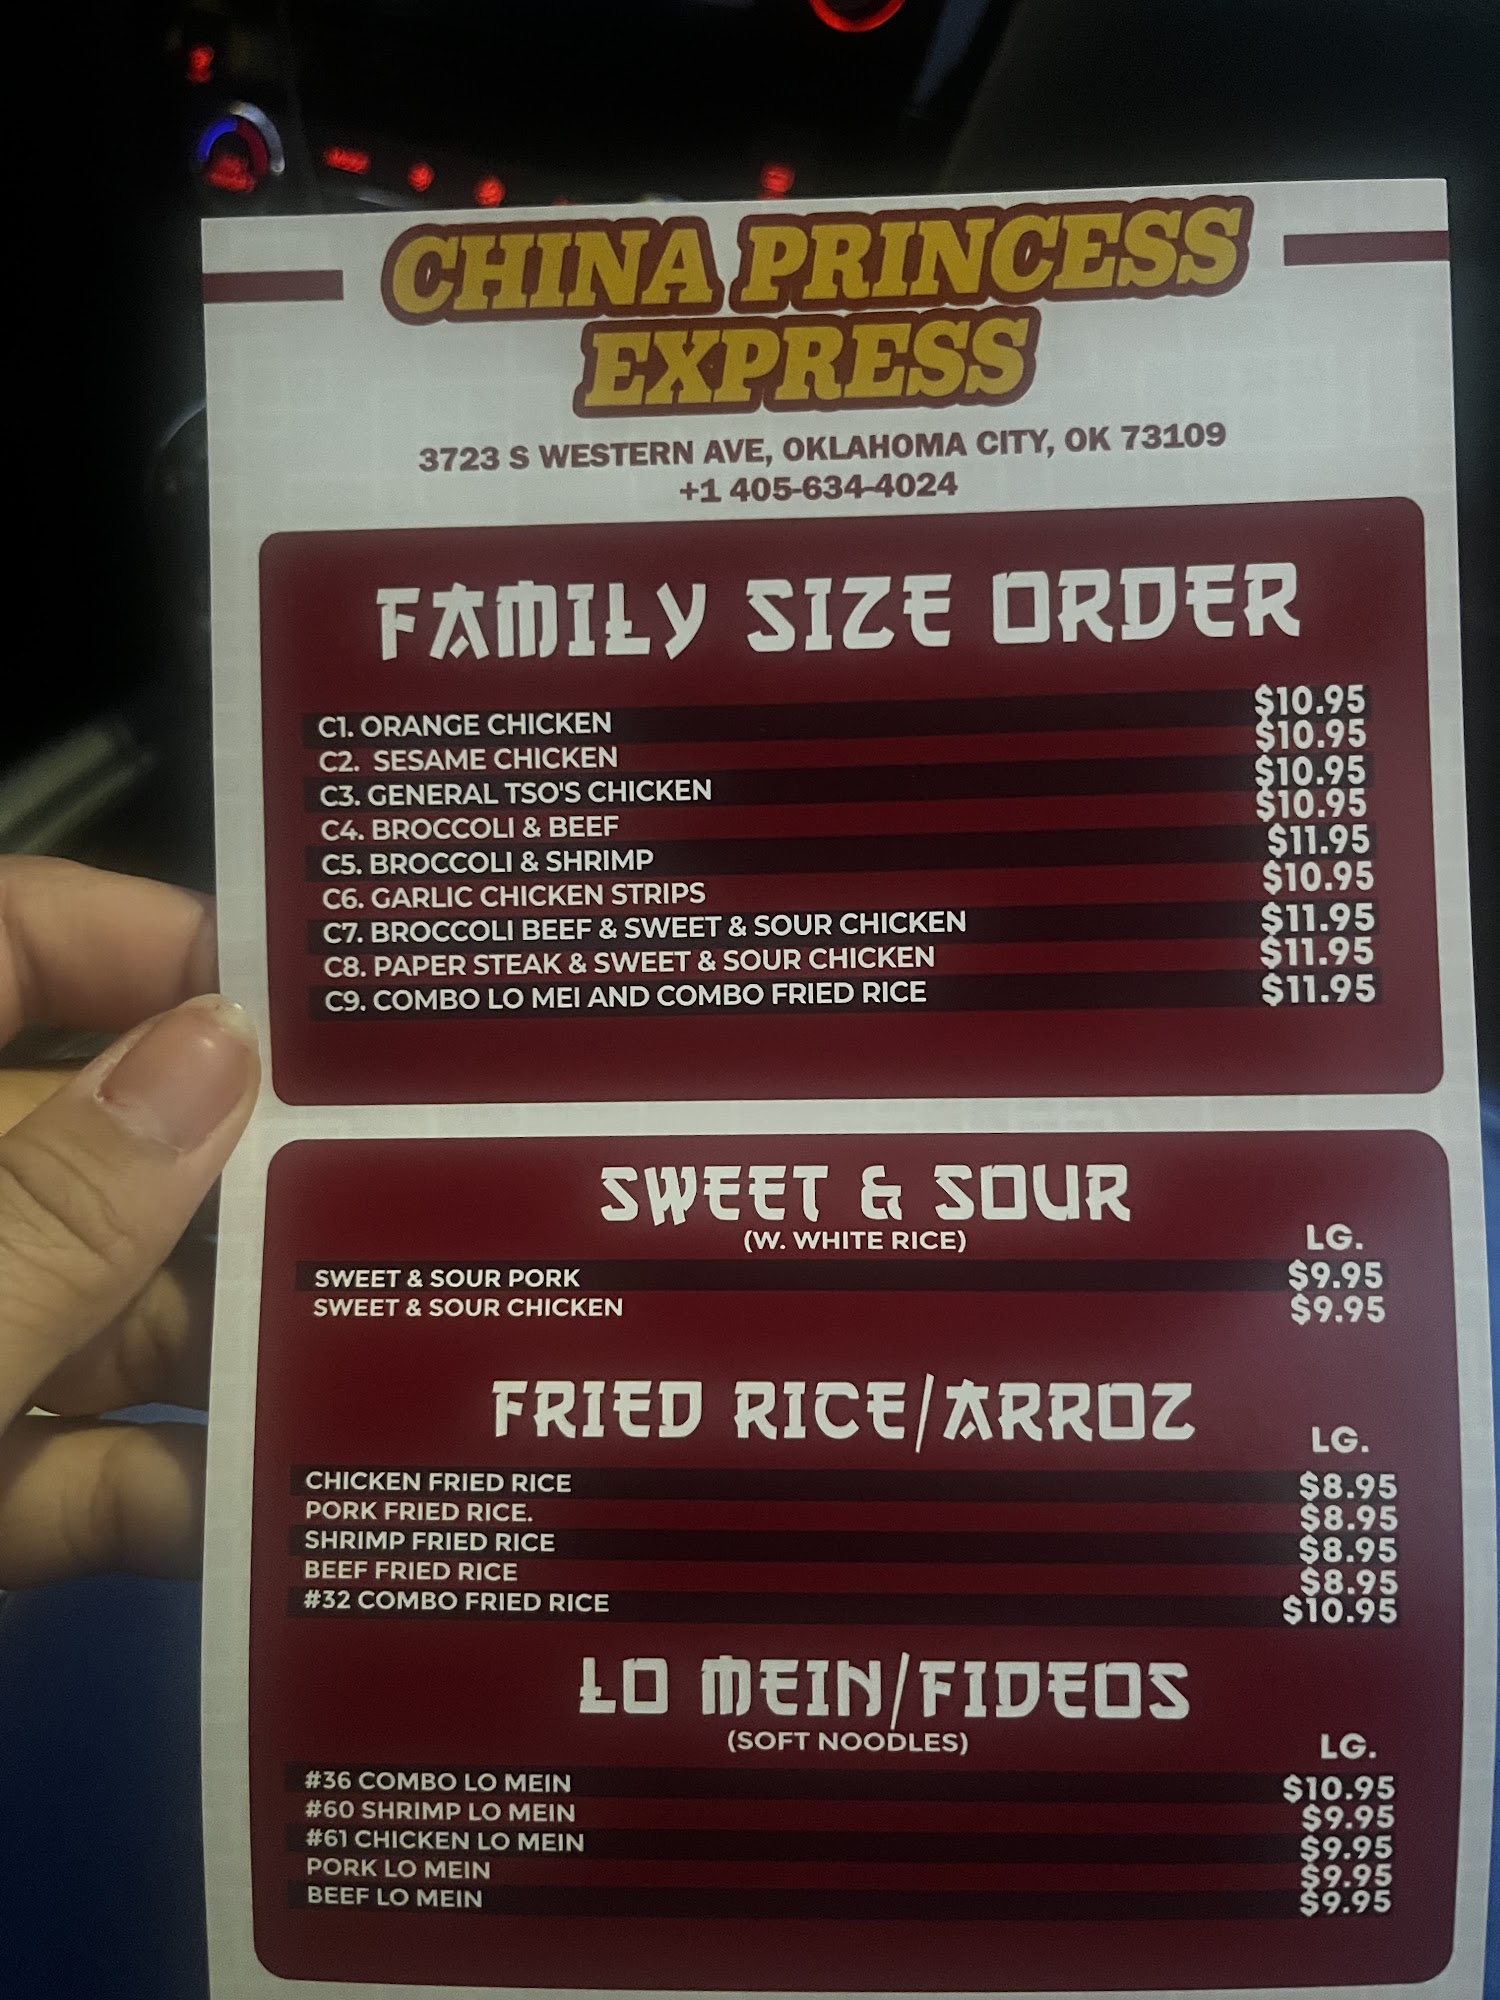 CHINA PRINCESS
EXPRESS
3723 S WESTERN AVE, OKLAHOMA CITY, OK 73109
+1 405-634-4024
FAMILY SIZE ORDER
C1. ORANGE CHICKEN $10.95
C2. SESAME CHICKEN $10.95
C3. GENERAL TSO'S CHICKEN $10.95
C4. BROCCOLI & BEEF $10.95
C5. BROCCOLI & SHRIMP $11.95
C6. GARLIC CHICKEN STRIPS $10.95
C7. BROCCOLI BEEF & SWEET & SOUR CHICKEN $11.95
C8. PAPER STEAK & SWEET & SOUR CHICKEN $11.95
C9. COMBO LO MEI AND COMBO FRIED RICE $11.95
SWEET & SOUR
(W. WHITE RICE) LG.
SWEET & SOUR PORK $9.95
SWEET & SOUR CHICKEN $9.95
FRIED RICE/ARROZ
LG.
CHICKEN FRIED RICE $8.95
PORK FRIED RICE. $8.95
SHRIMP FRIED RICE $8.95
BEEF FRIED RICE $8.95
#32 COMBO FRIED RICE $10.95
LO MEIN/FIDEOS
(SOFT NOODLES) LG.
#36 COMBO LO MEIN $10.95
#60 SHRIMP LO MEIN $9.95
#61 CHICKEN LO MEIN $9.95
PORK LO MEIN $9.95
BEEF LO MEIN $9.95